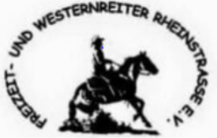 FREIZEIT- UND WESTERNREITER RHEINSTRASSE E.V.